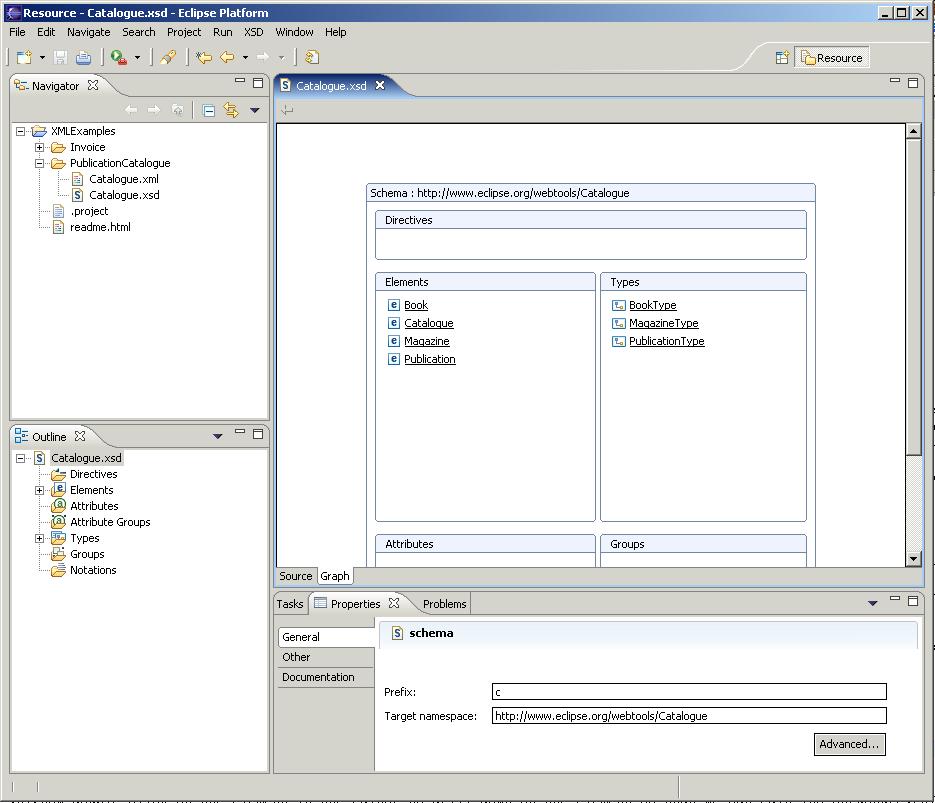 Resource - Catalogue.xsd - Eclipse Platform
File Edit Navigate Search Project Run XSD Window Help
Resource
Navigator
XMLExamples
Invoice
PublicationCatalogue
Catalogue.xml
Catalogue.xsd
.project
readme.html
Outline
Catalogue.xsd
Directives
Elements
Attributes
Attribute Groups
Types
Groups
Notations
Catalogue.xsd
Schema : http://www.eclipse.org/webtools/Catalogue
Directives
Elements
Book
Catalogue
Magazine
Publication
Types
BookType
MagazineType
PublicationType
Attributes
Groups
Source Graph
Tasks Properties Problems
General
Other
Documentation
schema
Prefix: c
Target namespace: http://www.eclipse.org/webtools/Catalogue
Advanced...